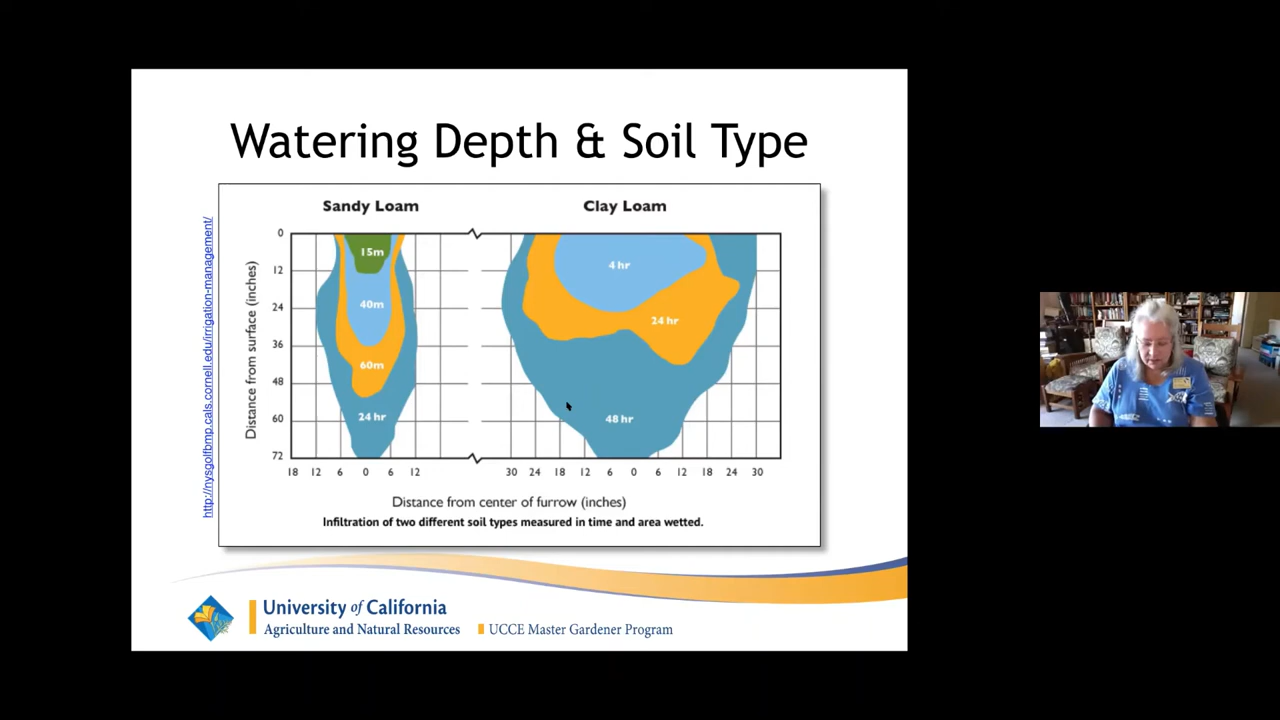 Watering Depth & Soil Type
http://nysgolfbmp.cals.cornell.edu/irrigation-management/
Sandy Loam
Clay Loam
Distance from surface (inches)
0
12
24
36
48
60
72
15m
40m
60m
24 hr
4 hr
24 hr
48 hr
18 12 6 0 6 12
30 24 18 12 6 0 6 12 18 24 30
Distance from center of furrow (inches)
Infiltration of two different soil types measured in time and area wetted.
University of California
Agriculture and Natural Resources
UCCE Master Gardener Program